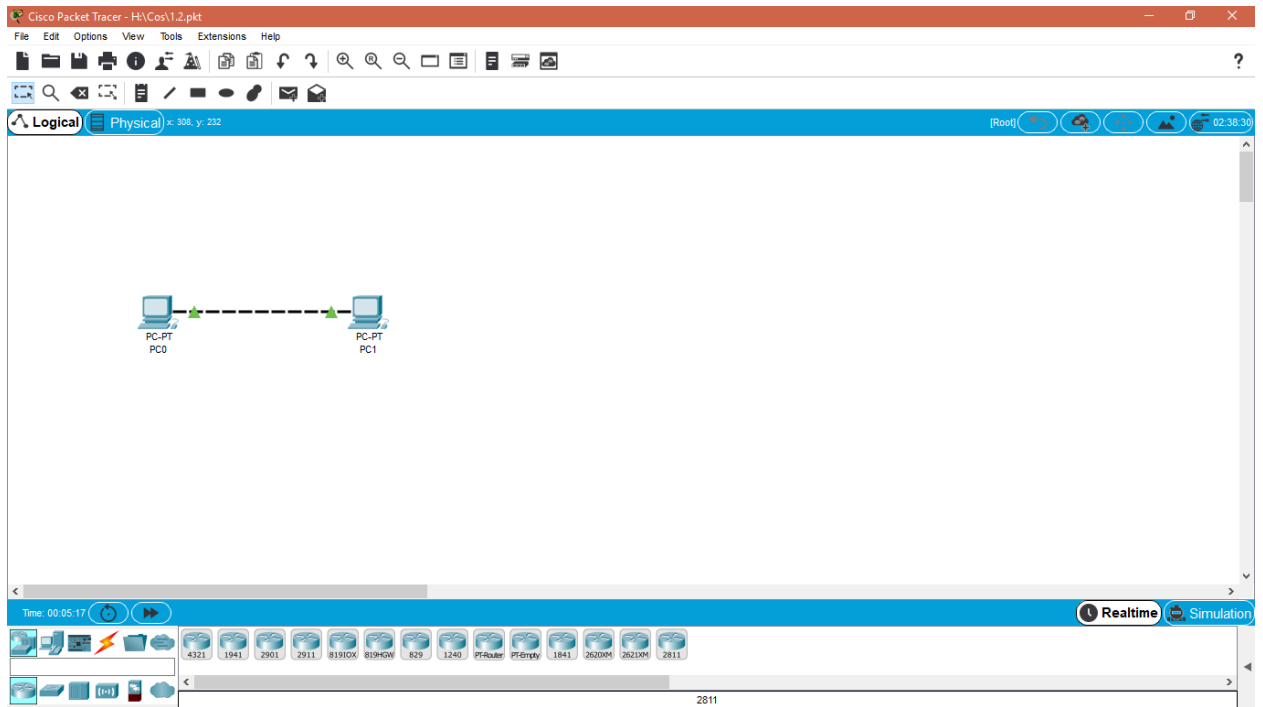 Cisco Packet Tracer - H:\Cos\1.2.pkt
File Edit Options View Tools Extensions Help
?
Logical Physical x: 308, y: 232 [Root] 02:38:30
PC-PT PC-PT
PC0 PC1
Time: 00:05:17 Realtime Simulation
4321 1941 2901 2911 819IOX 819HGW 829 1240 PT-Router PT-Empty 1841 2620XM 2621XM 2811
2811